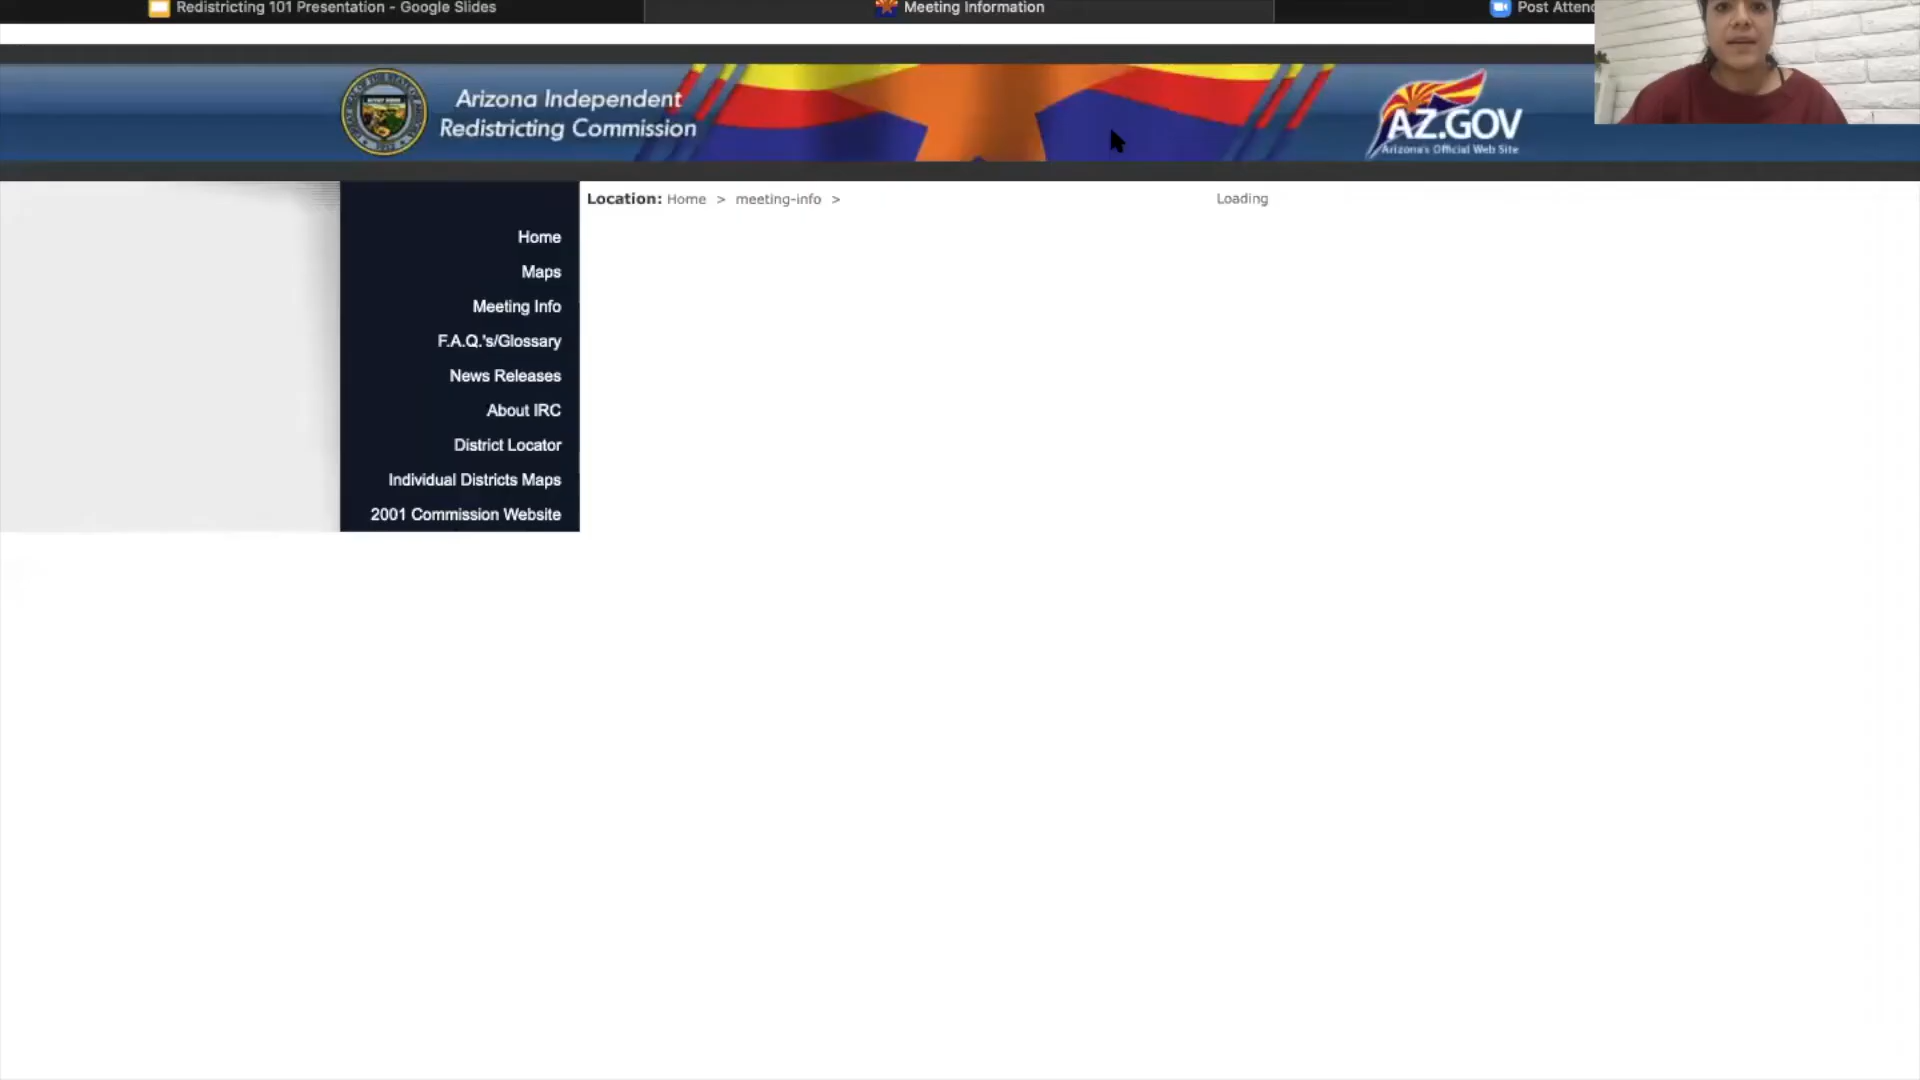 Redistricting 101 Presentation - Google Slides
Meeting Information
Post Atten
Arizona Independent
Redistricting Commission
AZ.GOV
Arizona's Official Web Site
Location: Home > meeting-info >
Loading
Home
Maps
Meeting Info
F.A.Q.'s/Glossary
News Releases
About IRC
District Locator
Individual Districts Maps
2001 Commission Website